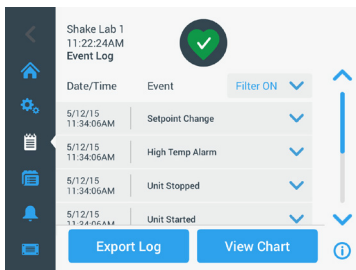 Shake Lab 1
11:22:24AM
Event Log
Date/Time Event Filter ON
5/12/15
11:34:06AM
Setpoint Change
5/12/15
11:34:06AM
High Temp Alarm
5/12/15
11:34:06AM
Unit Stopped
5/12/15
11:34:06AM
Unit Started
Export Log
View Chart